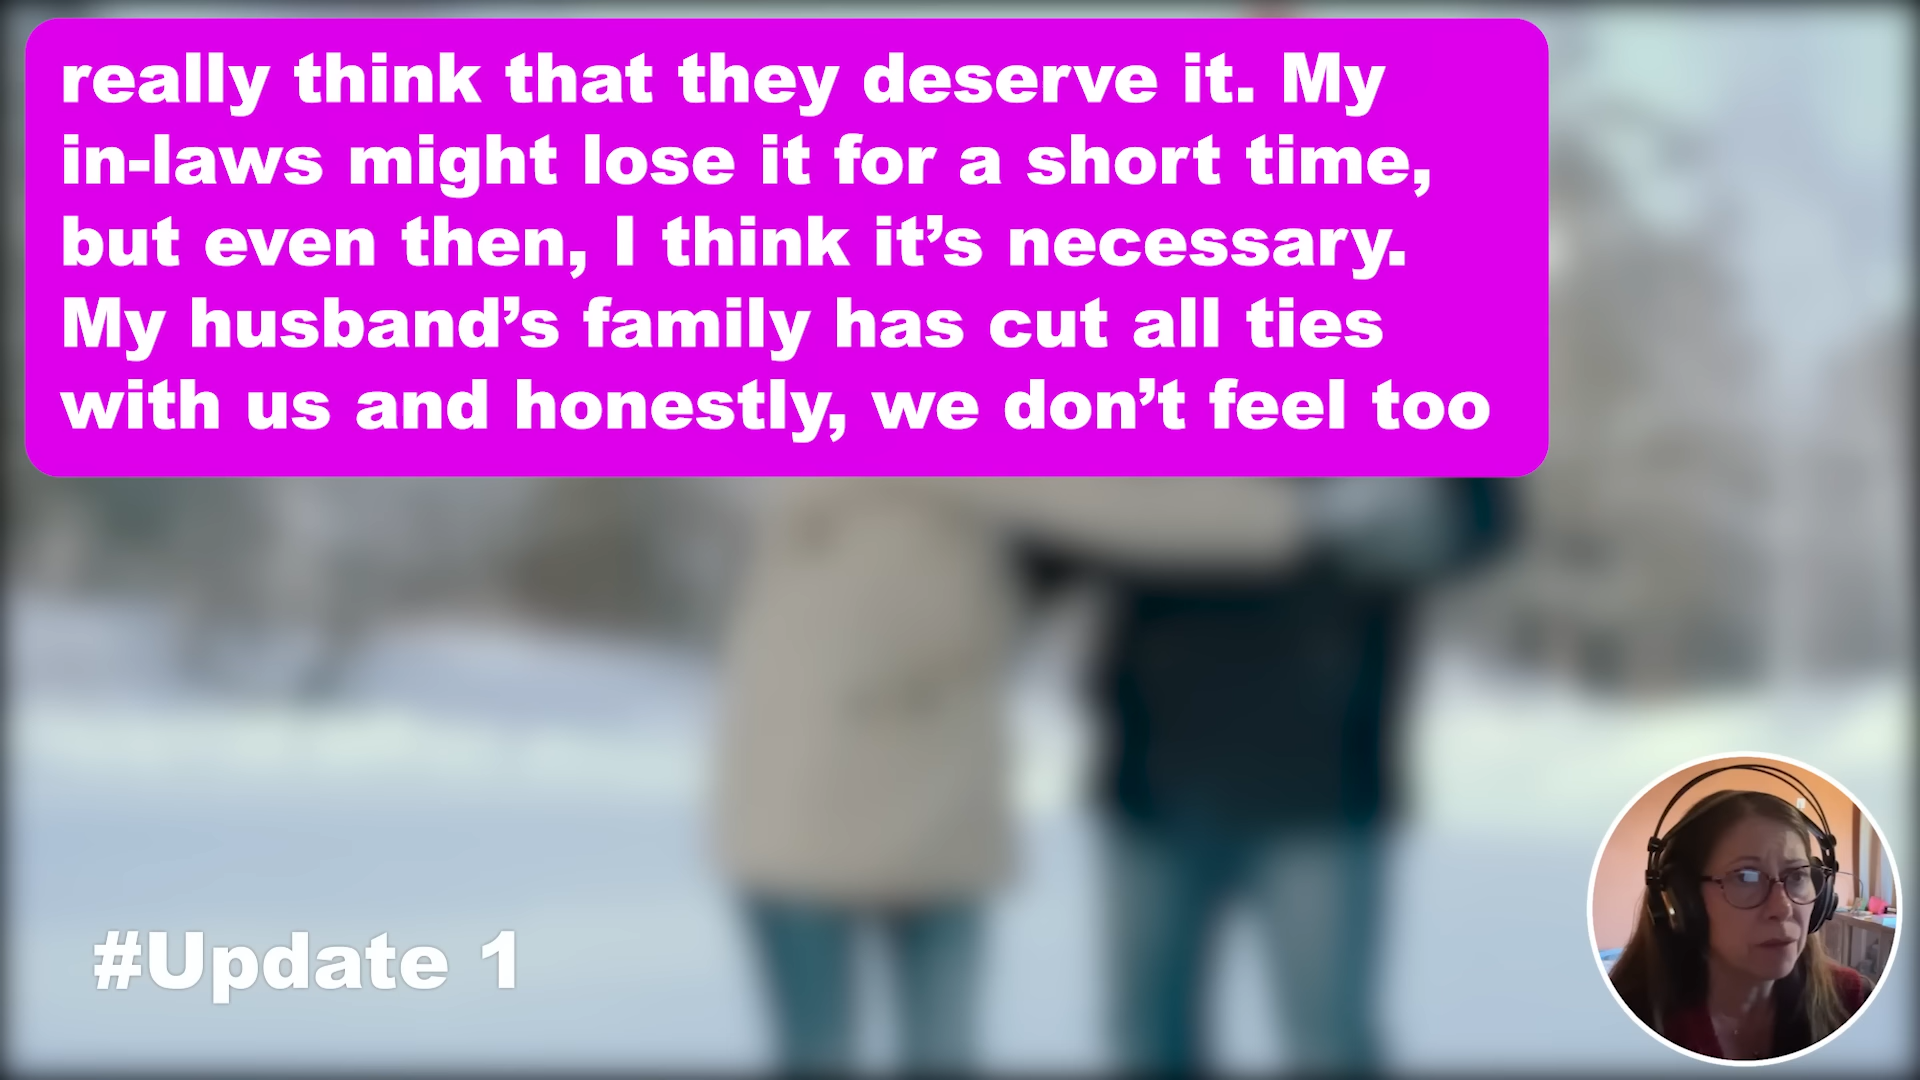 really think that they deserve it. My
in-laws might lose it for a short time,
but even then, I think it’s necessary.
My husband’s family has cut all ties
with us and honestly, we don’t feel too
#Update 1